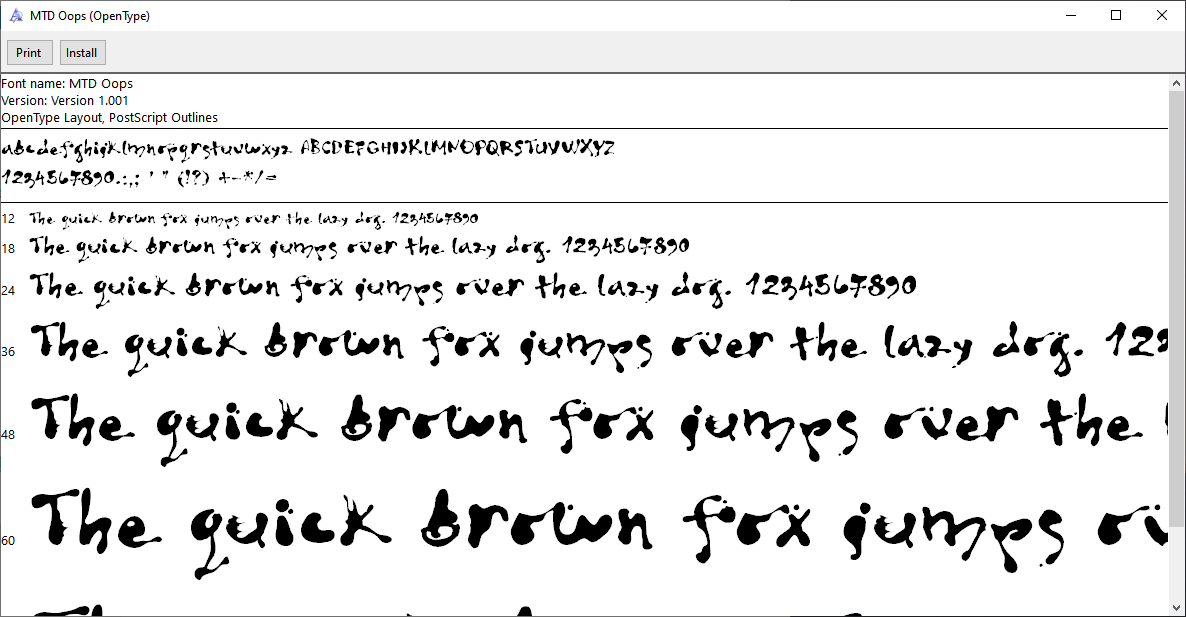 MTD Oops (OpenType)
Print Install
Font name: MTD Oops
Version: Version 1.001
OpenType Layout, PostScript Outlines
abcdefghijklmnopqrstuvwxyz ABCDEFGHIJKLMNOPQRSTUVWXYZ
1234567890.:,; ' " (!?) +-*/=
12 The quick brown fox jumps over the lazy dog. 1234567890
18 The quick brown fox jumps over the lazy dog. 1234567890
24 The quick brown fox jumps over the lazy dog. 1234567890
36 The quick brown fox jumps over the lazy dog. 123
48 The quick brown fox jumps over the
60 The quick brown fox jumps